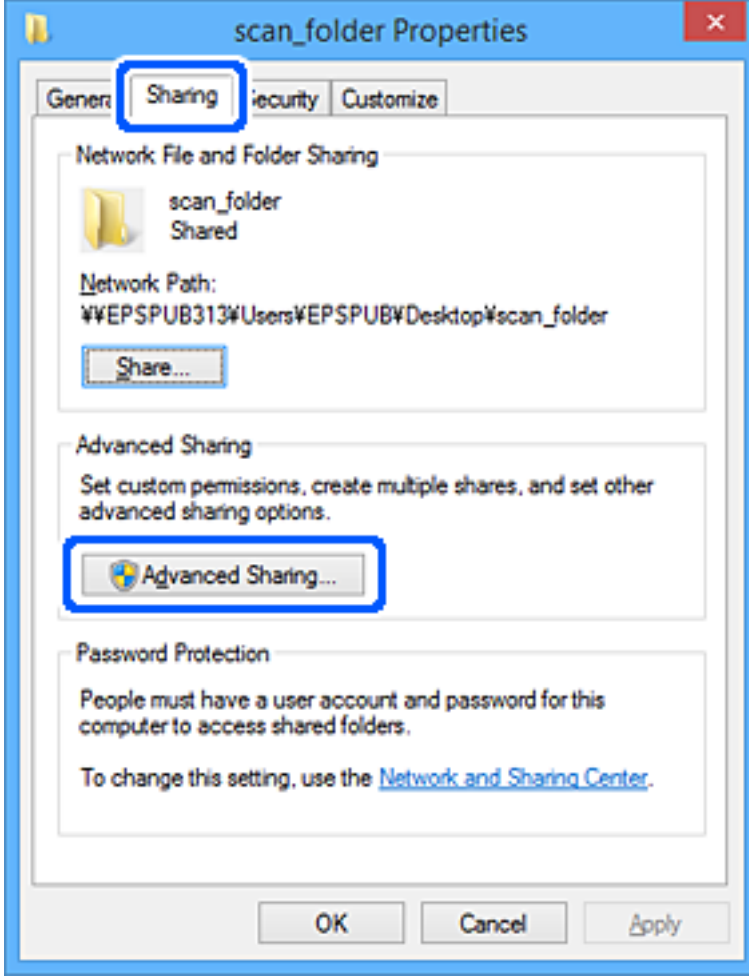 scan_folder Properties
General Sharing Security Customize
Network File and Folder Sharing
scan_folder
Shared
Network Path:
¥¥EPSPUB313¥Users¥EPSPUB¥Desktop¥scan_folder
Share...
Advanced Sharing
Set custom permissions, create multiple shares, and set other
advanced sharing options.
Advanced Sharing...
Password Protection
People must have a user account and password for this
computer to access shared folders.
To change this setting, use the Network and Sharing Center.
OK Cancel Apply